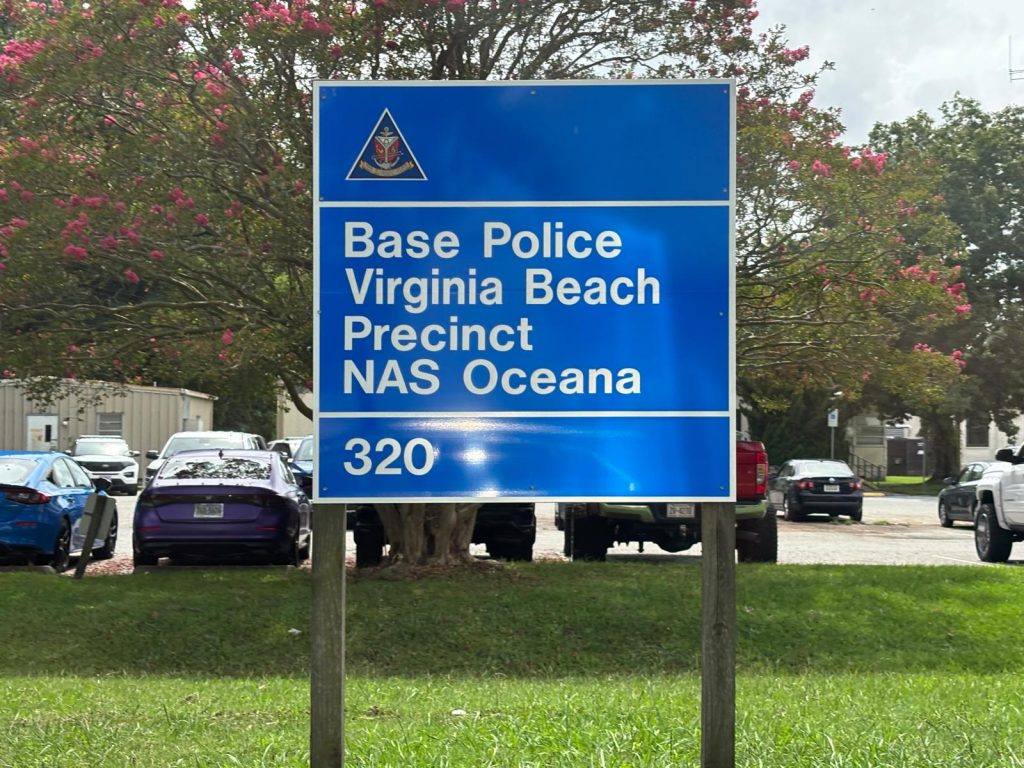 Base Police
Virginia Beach
Precinct
NAS Oceana
320